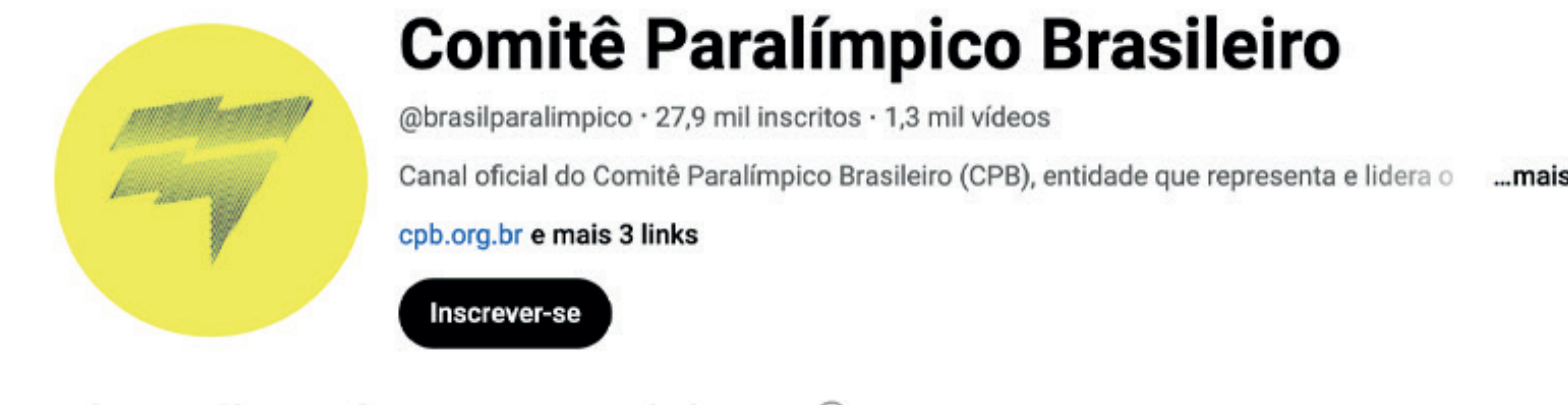 Comitê Paralímpico Brasileiro
@brasilparalimpico · 27,9 mil inscritos · 1,3 mil vídeos
Canal oficial do Comitê Paralímpico Brasileiro (CPB), entidade que representa e lidera o ...mais
cpb.org.br e mais 3 links
Inscrever-se